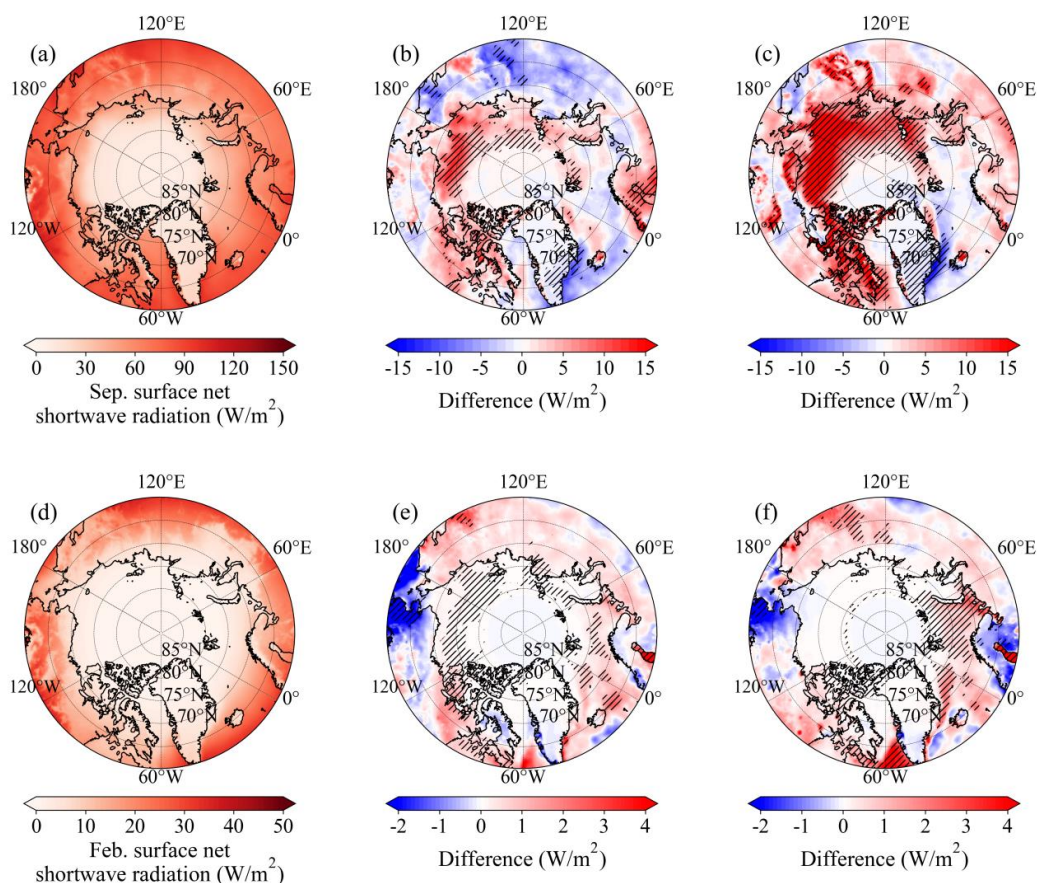 120°E 120°E 120°E
(a) (b) (c)
180° 60°E 180° 60°E 180° 60°E
85°N 85°N 85°N
80°N 80°N 80°N
120°W 75°N 0° 120°W 75°N 0° 120°W 75°N 0°
70°N 70°N 70°N
60°W 60°W 60°W
0 30 60 90 120 150 -15 -10 -5 0 5 10 15 -15 -10 -5 0 5 10 15
Sep. surface net Difference (W/m²) Difference (W/m²)
shortwave radiation (W/m²)
120°E 120°E 120°E
(d) (e) (f)
180° 60°E 180° 60°E 180° 60°E
85°N 85°N 85°N
80°N 80°N 80°N
120°W 75°N 0° 120°W 75°N 0° 120°W 75°N 0°
70°N 70°N 70°N
60°W 60°W 60°W
0 10 20 30 40 50 -2 -1 0 1 2 3 4 -2 -1 0 1 2 3 4
Feb. surface net Difference (W/m²) Difference (W/m²)
shortwave radiation (W/m²)